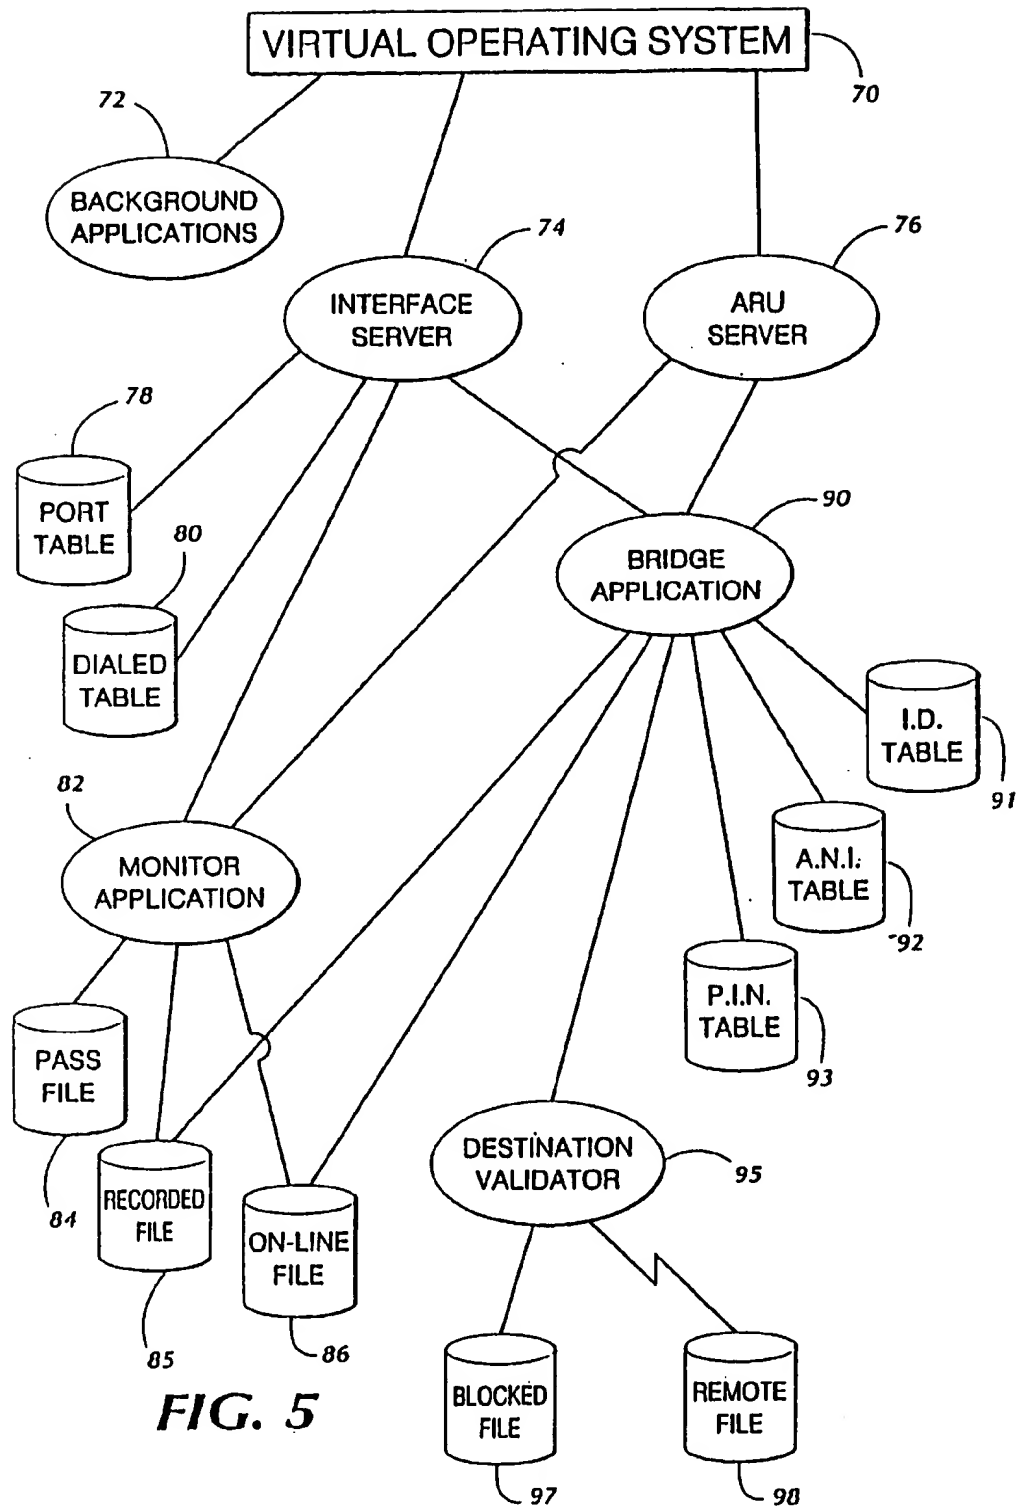 VIRTUAL OPERATING SYSTEM
70
72
BACKGROUND
APPLICATIONS
74
INTERFACE
SERVER
76
ARU
SERVER
78
PORT
TABLE
80
DIALED
TABLE
90
BRIDGE
APPLICATION
I.D.
TABLE
91
82
MONITOR
APPLICATION
A.N.I.
TABLE
92
P.I.N.
TABLE
93
PASS
FILE
84
RECORDED
FILE
85
ON-LINE
FILE
86
DESTINATION
VALIDATOR
95
BLOCKED
FILE
97
REMOTE
FILE
98
FIG. 5